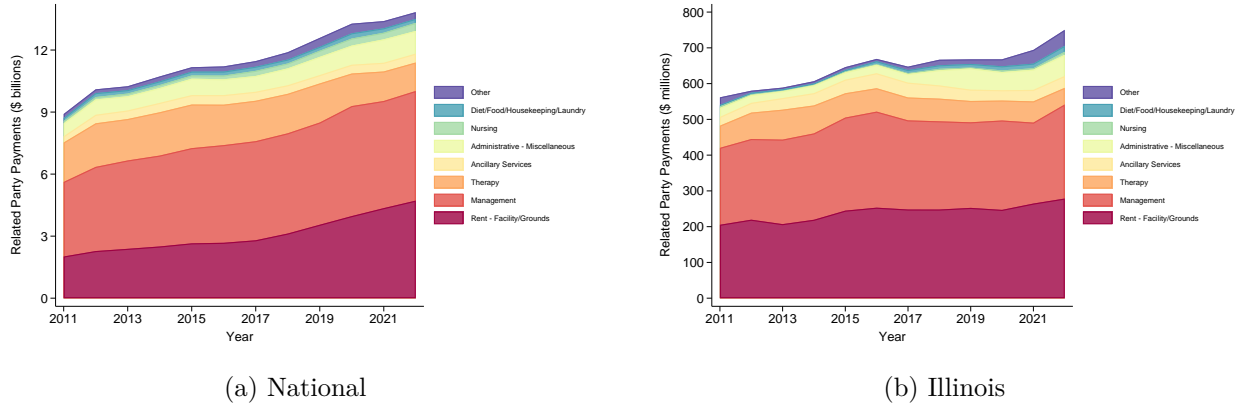 Related Party Payments ($ billions)
12
9
6
3
0
2011 2013 2015 2017 2019 2021
Year
Other
Diet/Food/Housekeeping/Laundry
Nursing
Administrative - Miscellaneous
Ancillary Services
Therapy
Management
Rent - Facility/Grounds
(a) National
Related Party Payments ($ millions)
800
700
600
500
400
300
200
100
0
2011 2013 2015 2017 2019 2021
Year
Other
Diet/Food/Housekeeping/Laundry
Nursing
Administrative - Miscellaneous
Ancillary Services
Therapy
Management
Rent - Facility/Grounds
(b) Illinois